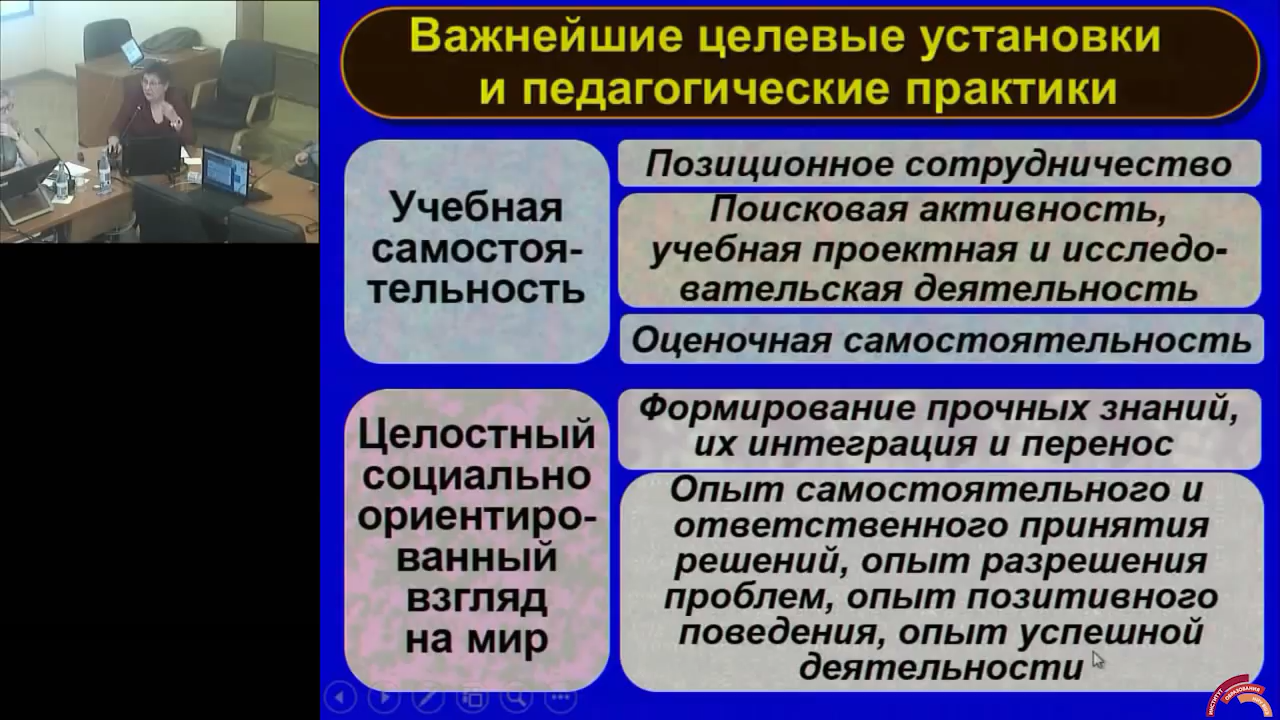 Важнейшие целевые установки
и педагогические практики
Учебная
самостоя-
тельность
Позиционное сотрудничество
Поисковая активность,
учебная проектная и исследо-
вательская деятельность
Оценочная самостоятельность
Целостный
социально
ориентиро-
ванный
взгляд
на мир
Формирование прочных знаний,
их интеграция и перенос
Опыт самостоятельного и
ответственного принятия
решений, опыт разрешения
проблем, опыт позитивного
поведения, опыт успешной
деятельности
ИНСТИТУТ
ОБРАЗОВАНИЯ